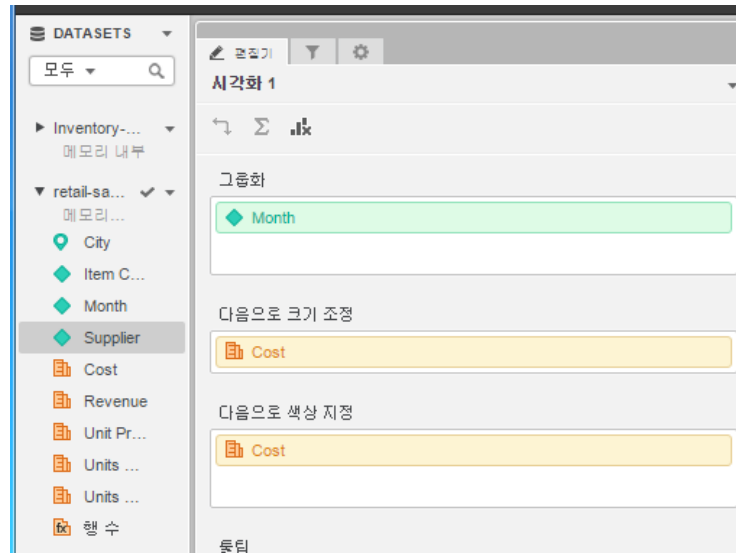 DATASETS
모두
Inventory-...
메모리 내부
retail-sa...
메모리...
City
Item C...
Month
Supplier
Cost
Revenue
Unit Pr...
Units ...
Units ...
fx 행 수
편집기
시각화 1
그룹화
Month
다음으로 크기 조정
Cost
다음으로 색상 지정
Cost
툴팁